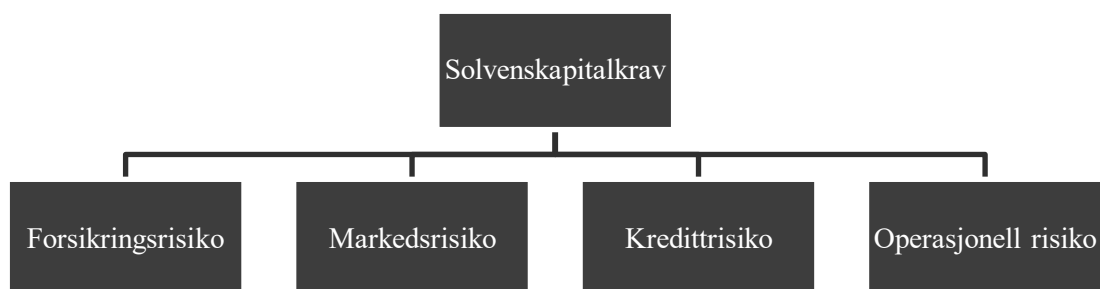 Solvenskapitalkrav
Forsikringsrisiko
Markedsrisiko
Kredittrisiko
Operasjonell risiko